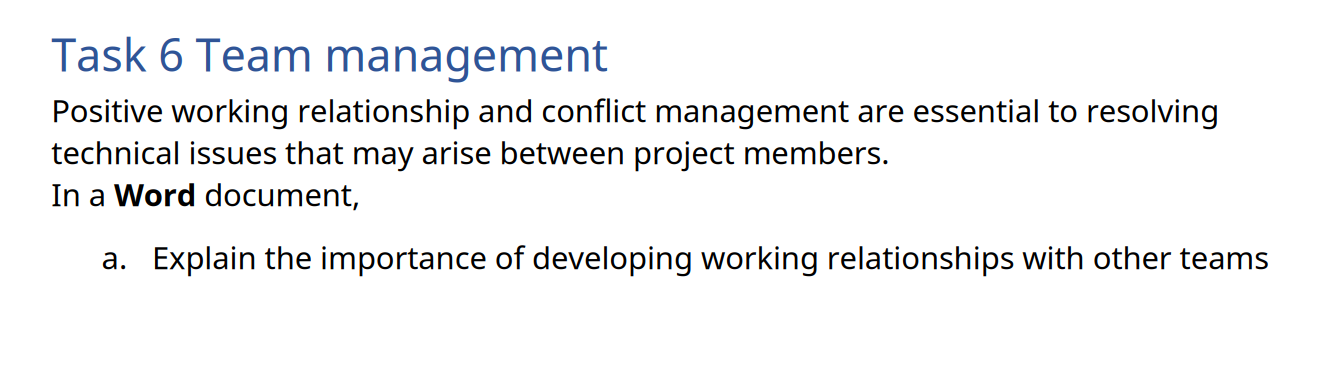 Task 6 Team management
Positive working relationship and conflict management are essential to resolving
technical issues that may arise between project members.
In a Word document,
a. Explain the importance of developing working relationships with other teams